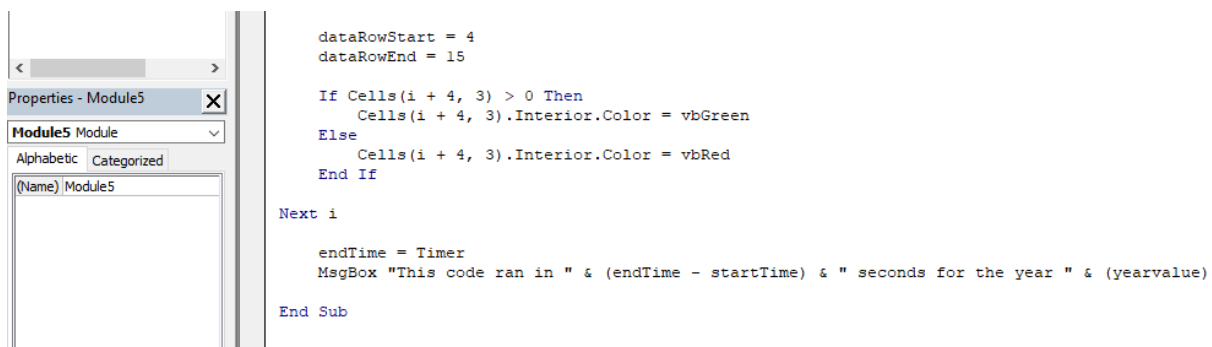 Properties - Module5
Module5 Module
Alphabetic Categorized
(Name) Module5
dataRowStart = 4
dataRowEnd = 15
If Cells(i + 4, 3) > 0 Then
Cells(i + 4, 3).Interior.Color = vbGreen
Else
Cells(i + 4, 3).Interior.Color = vbRed
End If
Next i
endTime = Timer
MsgBox "This code ran in " & (endTime - startTime) & " seconds for the year " & (yearvalue)
End Sub